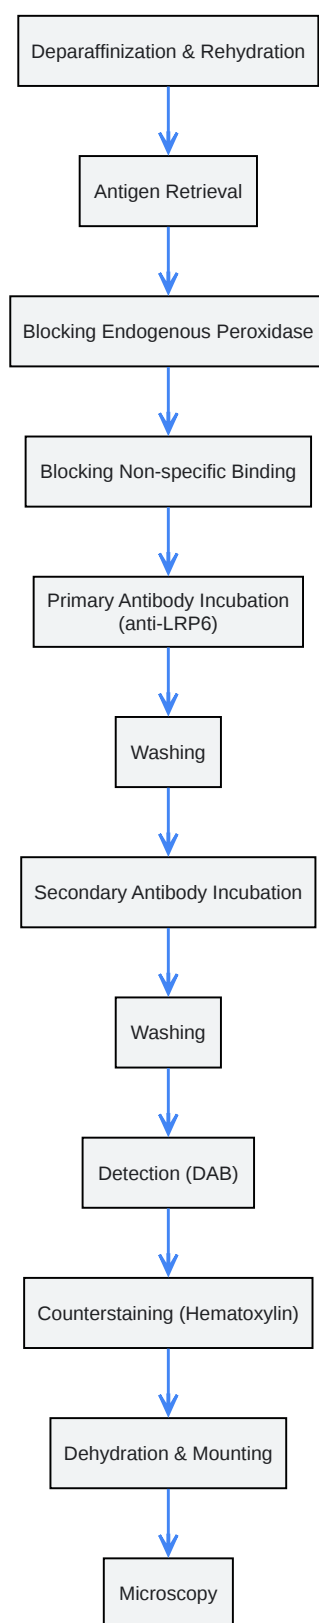 Deparaffinization & Rehydration
Antigen Retrieval
Blocking Endogenous Peroxidase
Blocking Non-specific Binding
Primary Antibody Incubation
(anti-LRP6)
Washing
Secondary Antibody Incubation
Washing
Detection (DAB)
Counterstaining (Hematoxylin)
Dehydration & Mounting
Microscopy